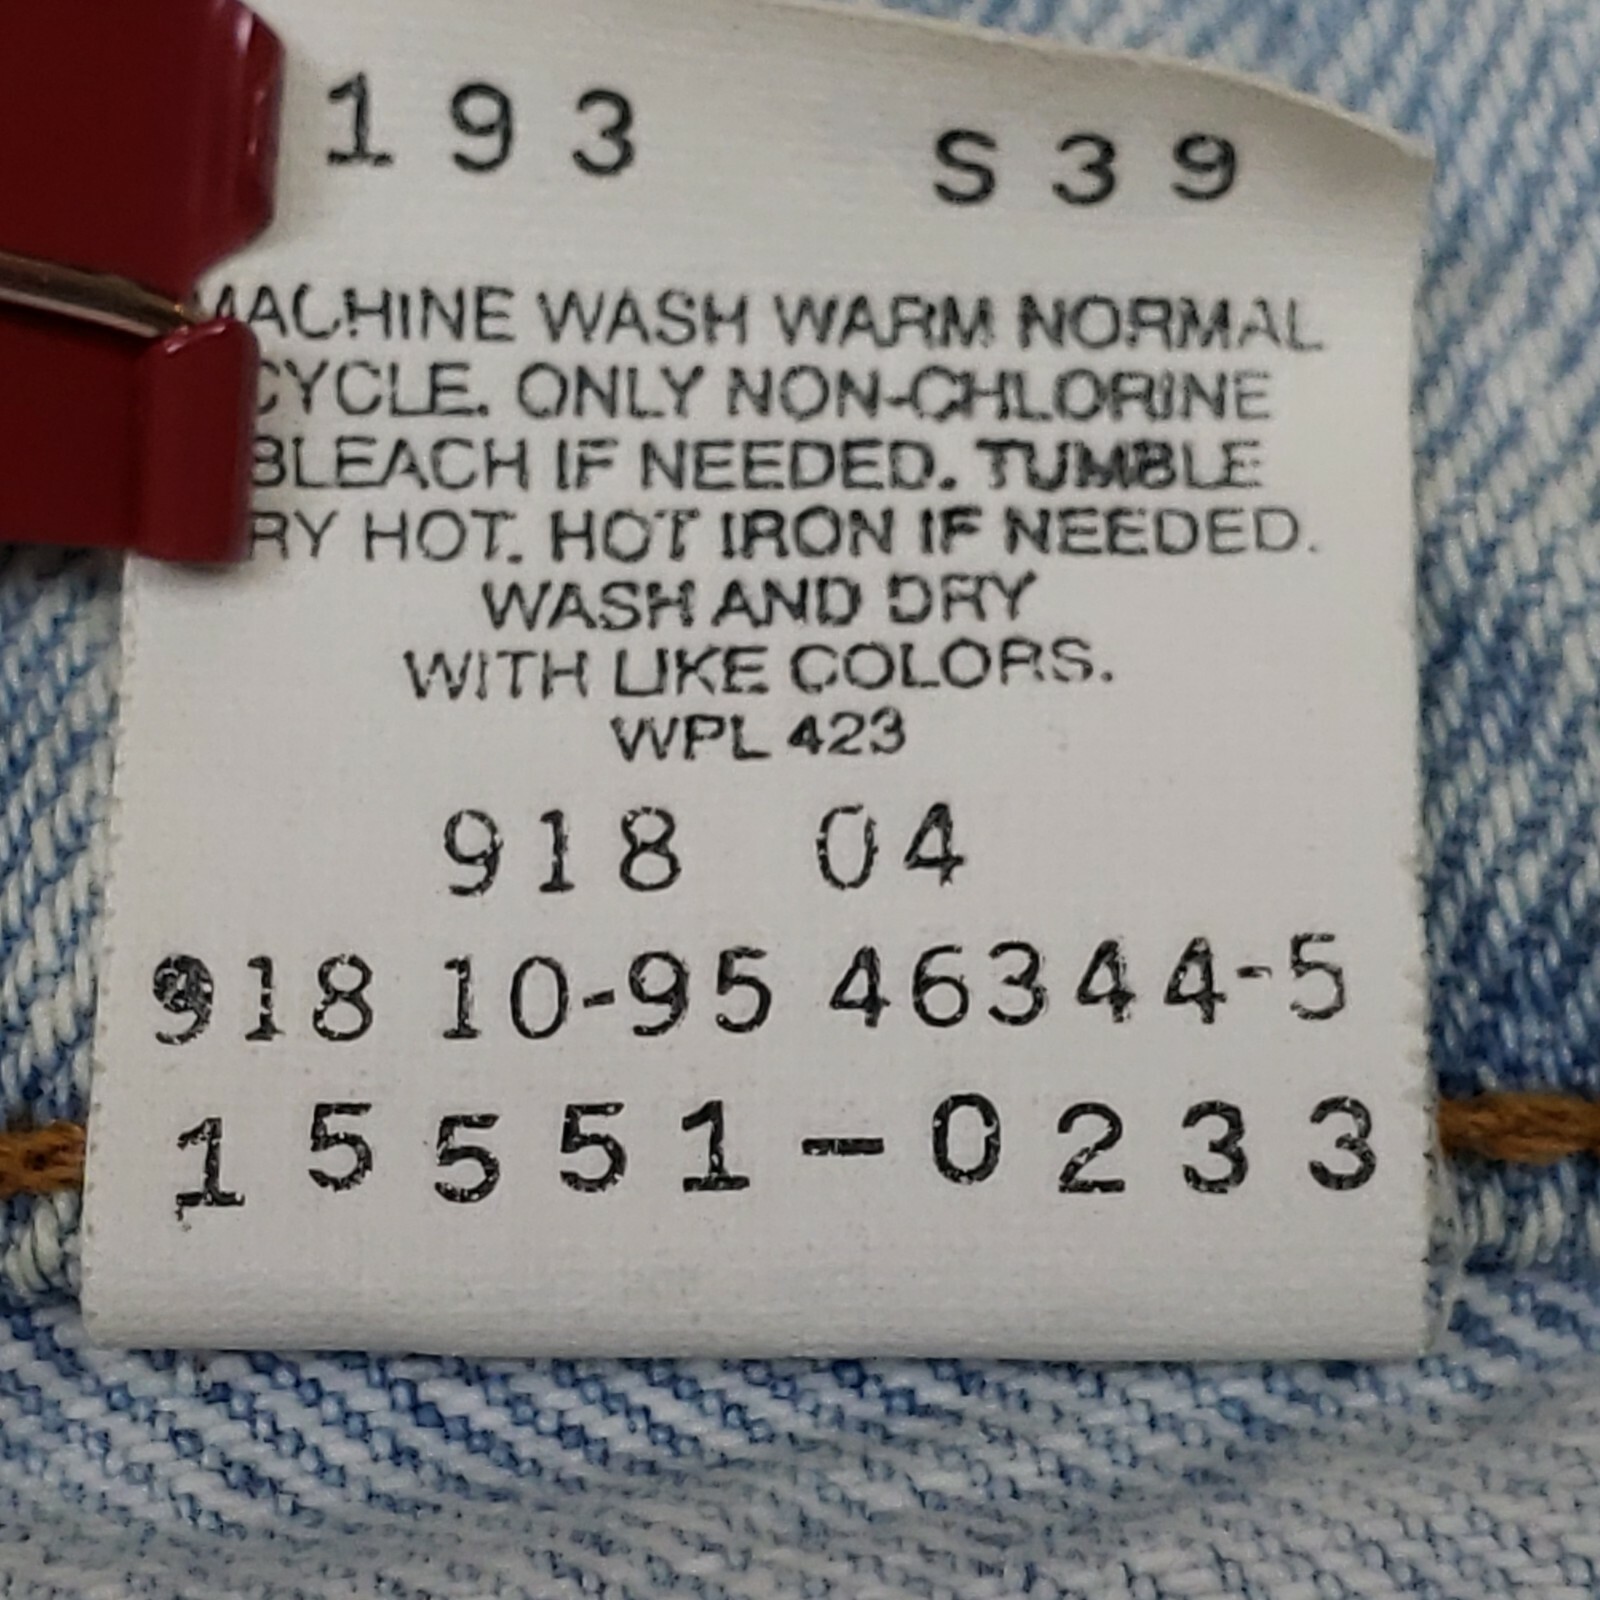 193 S39
MACHINE WASH WARM NORMAL
CYCLE. ONLY NON-CHLORINE
BLEACH IF NEEDED. TUMBLE
RY HOT. HOT IRON IF NEEDED.
WASH AND DRY
WITH LIKE COLORS.
WPL 423
918 04
918 10-95 46344-5
15551-0233